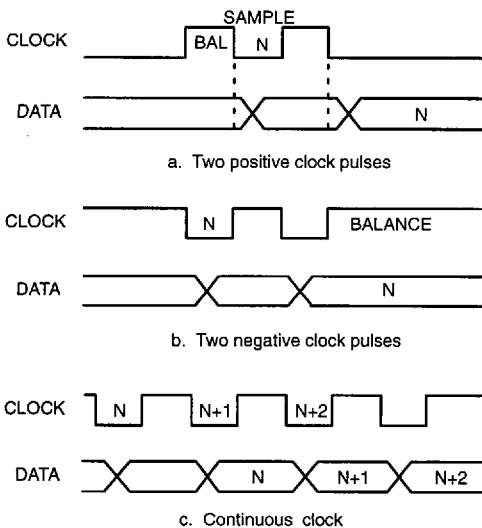 SAMPLE
CLOCK BAL N
DATA N
a. Two positive clock pulses
CLOCK N BALANCE
DATA N
b. Two negative clock pulses
CLOCK N N+1 N+2
DATA N N+1 N+2
c. Continuous clock